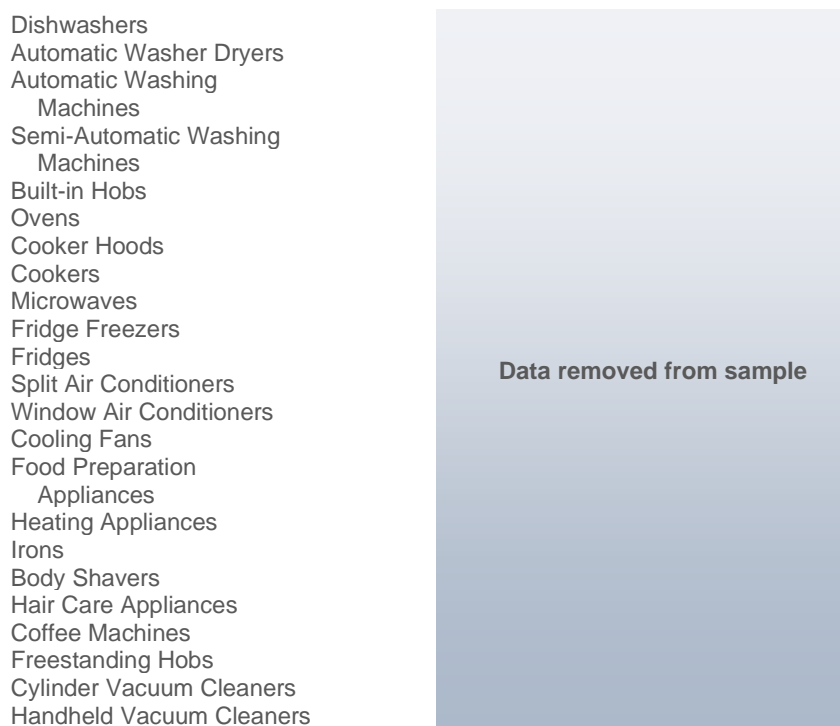 Dishwashers
Automatic Washer Dryers
Automatic Washing
Machines
Semi-Automatic Washing
Machines
Built-in Hobs
Ovens
Cooker Hoods
Cookers
Microwaves
Fridge Freezers
Fridges
Split Air Conditioners
Window Air Conditioners
Cooling Fans
Food Preparation
Appliances
Heating Appliances
Irons
Body Shavers
Hair Care Appliances
Coffee Machines
Freestanding Hobs
Cylinder Vacuum Cleaners
Handheld Vacuum Cleaners
Data removed from sample